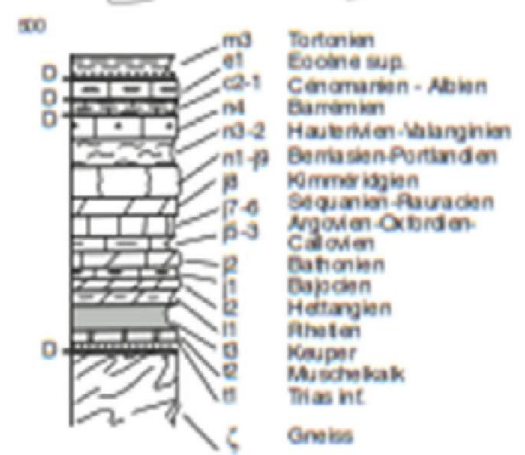 500
m3 Tortonien
e1 Eocène sup.
D c2-1 Cénomanien - Albien
D n4 Barrémien
D n3-2 Hauterivien-Valanginien
n1-j9 Berriasien-Portlandien
j8 Kimméridgien
j7-6 Séquanien-Rauracien
j5-3 Argovien-Oxfordien-
Callovien
j2 Bathonien
j1 Bajocien
l2 Hettangien
l1 Rhetien
D t3 Keuper
t2 Muschelkalk
t1 Trias inf.
ζ Gneiss